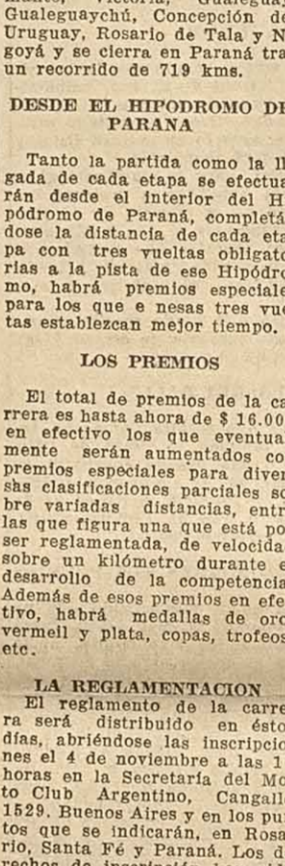 Gualeguaychú, Concepción de
Uruguay, Rosario de Tala y N
goyá y se cierra en Paraná tra
un recorrido de 719 kms.
DESDE EL HIPODROMO DE
PARANA
Tanto la partida como la ll
gada de cada etapa se efectua
rán desde el interior del H
pódromo de Paraná, completá
dose la distancia de cada eta
pa con tres vueltas obligato
rias a la pista de ese Hipódro
mo, habrá premios especiale
para los que e nesas tres vue
tas establezcan mejor tiempo.
LOS PREMIOS
El total de premios de la ca
rrera es hasta ahora de $ 16.00
en efectivo los que eventua
mente serán aumentados co
premios especiales para diver
shs clasificaciones parciales so
bre variadas distancias, entr
las que figura una que está po
ser reglamentada, de velocida
sobre un kilómetro durante e
desarrollo de la competencia
Además de esos premios en efe
tivo, habrá medallas de oro
vermeil y plata, copas, trofeos
etc.
LA REGLAMENTACION
El reglamento de la carre
ra será distribuido en ésto
días, abriéndose las inscripcio
nes el 4 de noviembre a las 1
horas en la Secretaría del Mo
to Club Argentino, Cangall
1529. Buenos Aires y en los pun
tos que se indicarán, en Rosa
rio, Santa Fé y Paraná. Los d